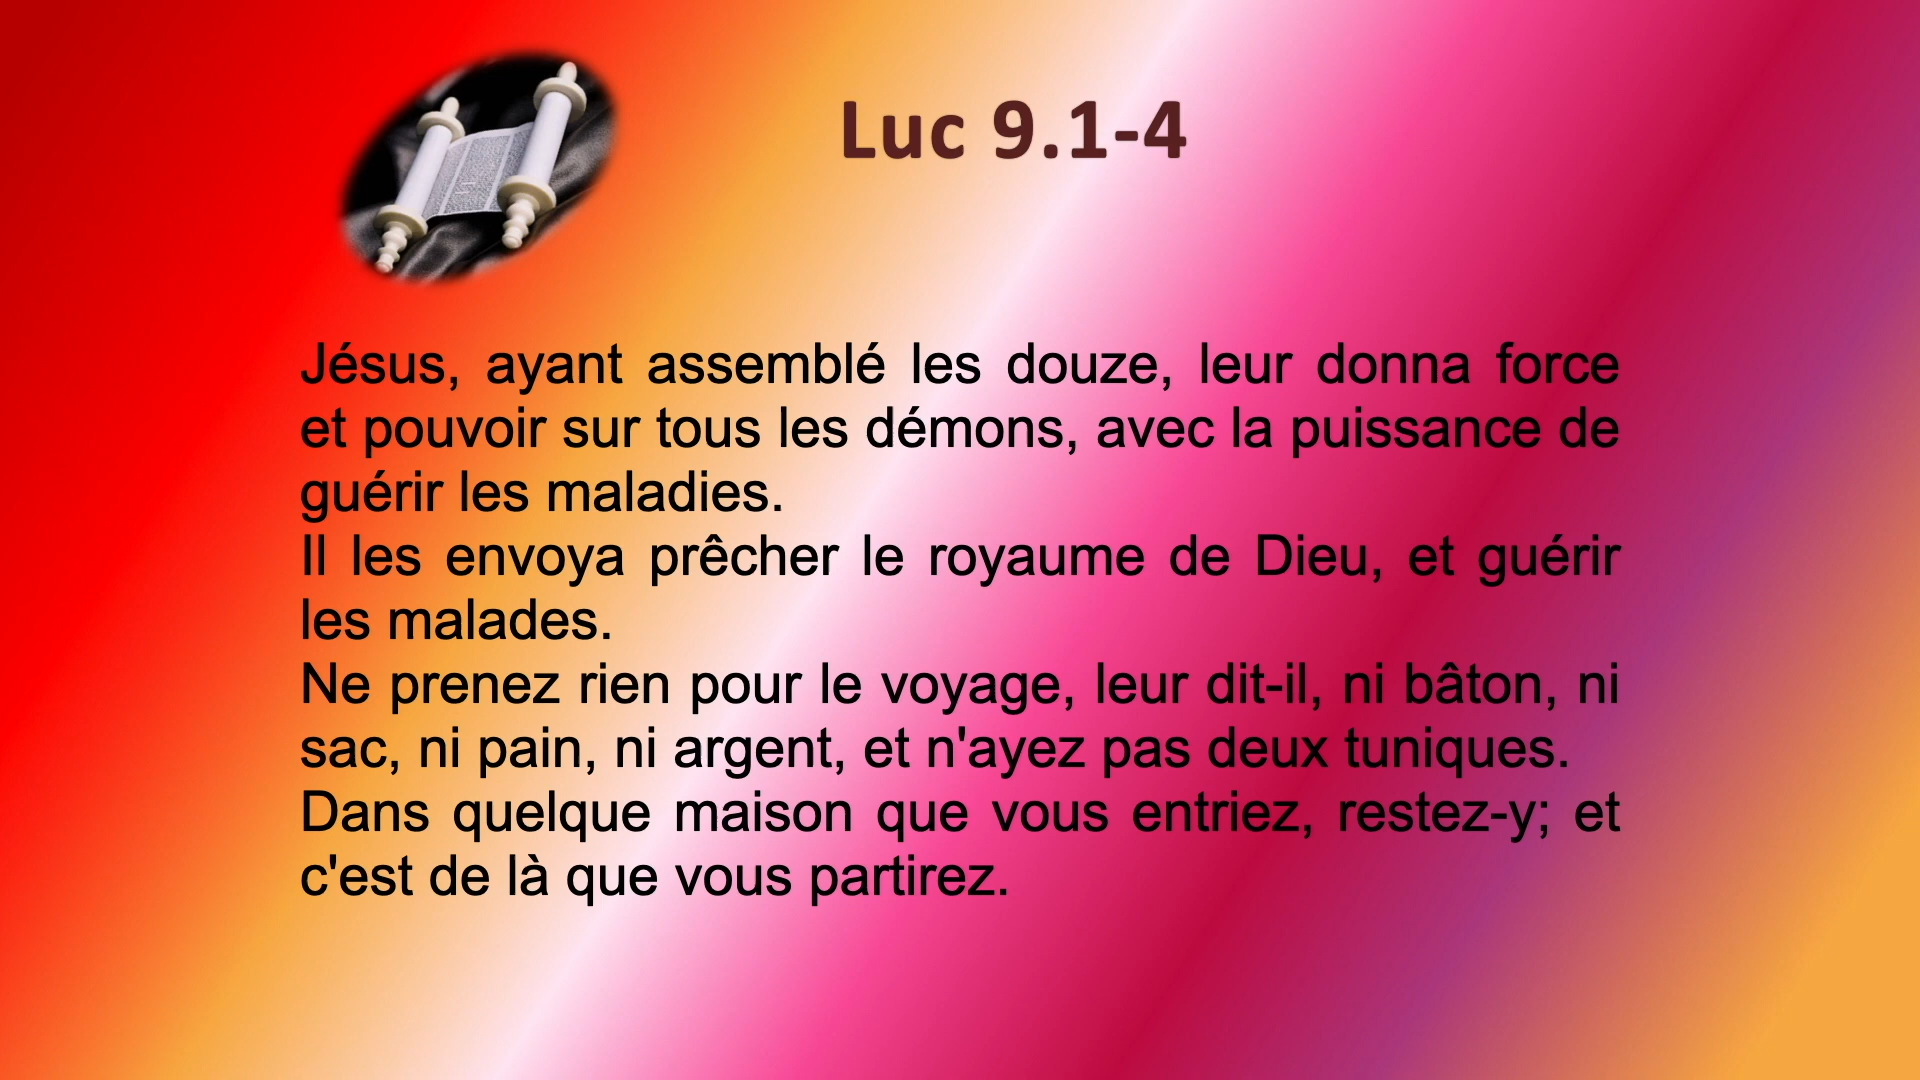 Luc 9.1-4
Jésus, ayant assemblé les douze, leur donna force
et pouvoir sur tous les démons, avec la puissance de
guérir les maladies.
Il les envoya prêcher le royaume de Dieu, et guérir
les malades.
Ne prenez rien pour le voyage, leur dit-il, ni bâton, ni
sac, ni pain, ni argent, et n'ayez pas deux tuniques.
Dans quelque maison que vous entriez, restez-y; et
c'est de là que vous partirez.